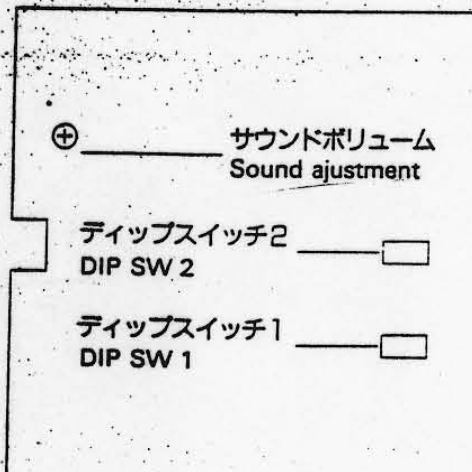 サウンドボリューム
Sound ajustment
ディップスイッチ2
DIP SW 2
ディップスイッチ1
DIP SW 1